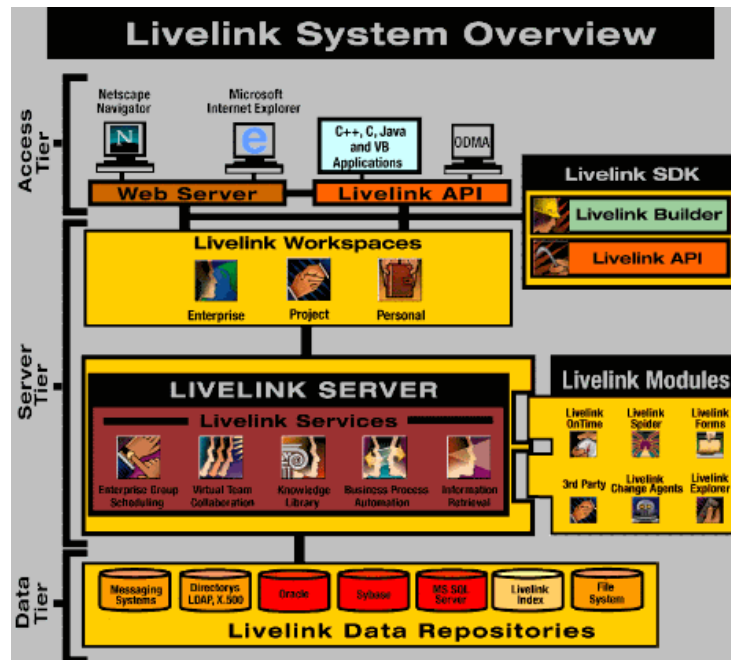 Livelink System Overview
Access
Tier
Netscape
Navigator
N
Microsoft
Internet Explorer
e
C++, C, Java
and VB
Applications
ODMA
Web Server
Livelink API
Livelink SDK
Livelink Builder
Livelink API
Server
Tier
Livelink Workspaces
Enterprise
Project
Personal
LIVELINK SERVER
Livelink Services
Enterprise Group
Scheduling
Virtual Team
Collaboration
Knowledge
Library
Business Process
Automation
Information
Retrieval
Livelink Modules
Livelink
OnTime
Livelink
Spider
Livelink
Forms
3rd Party
Livelink
Change Agents
Livelink
Explorer
Data
Tier
Messaging
Systems
Directorys
LDAP, X.500
Oracle
Sybase
MS SQL
Server
Livelink
Index
File
System
Livelink Data Repositories